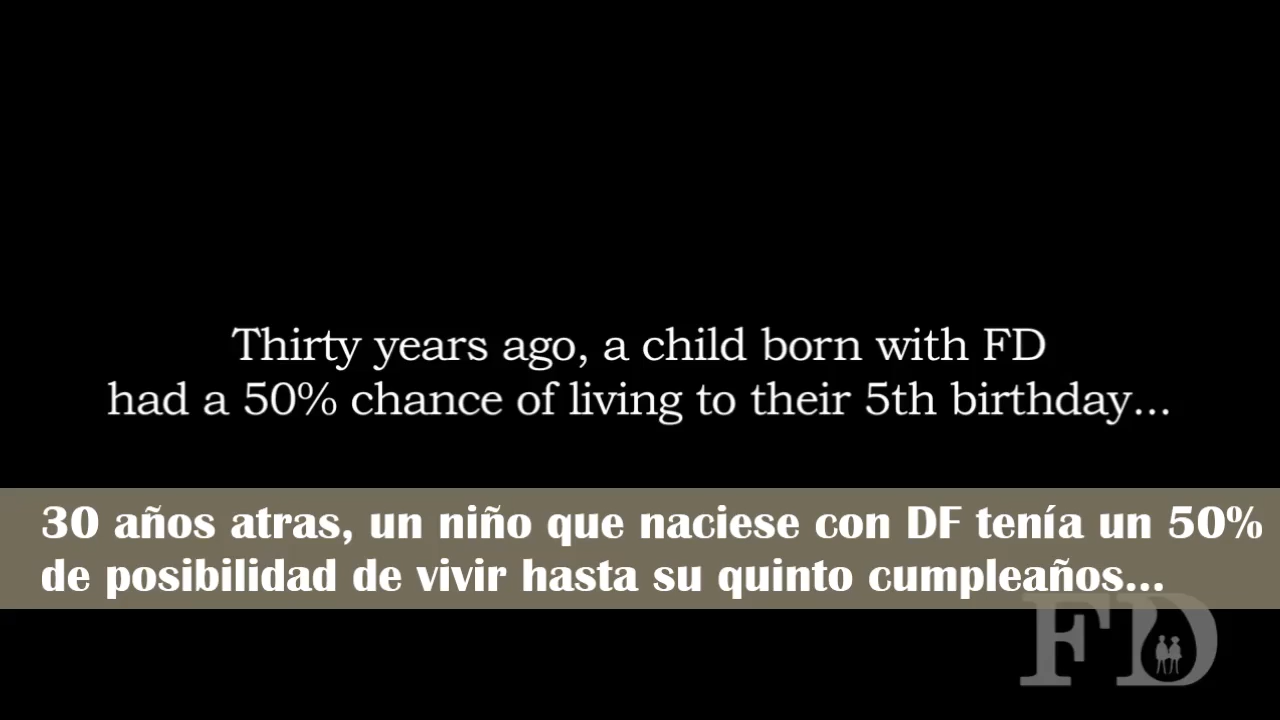 Thirty years ago, a child born with FD
had a 50% chance of living to their 5th birthday...
30 años atras, un niño que naciese con DF tenía un 50%
de posibilidad de vivir hasta su quinto cumpleaños...
FD